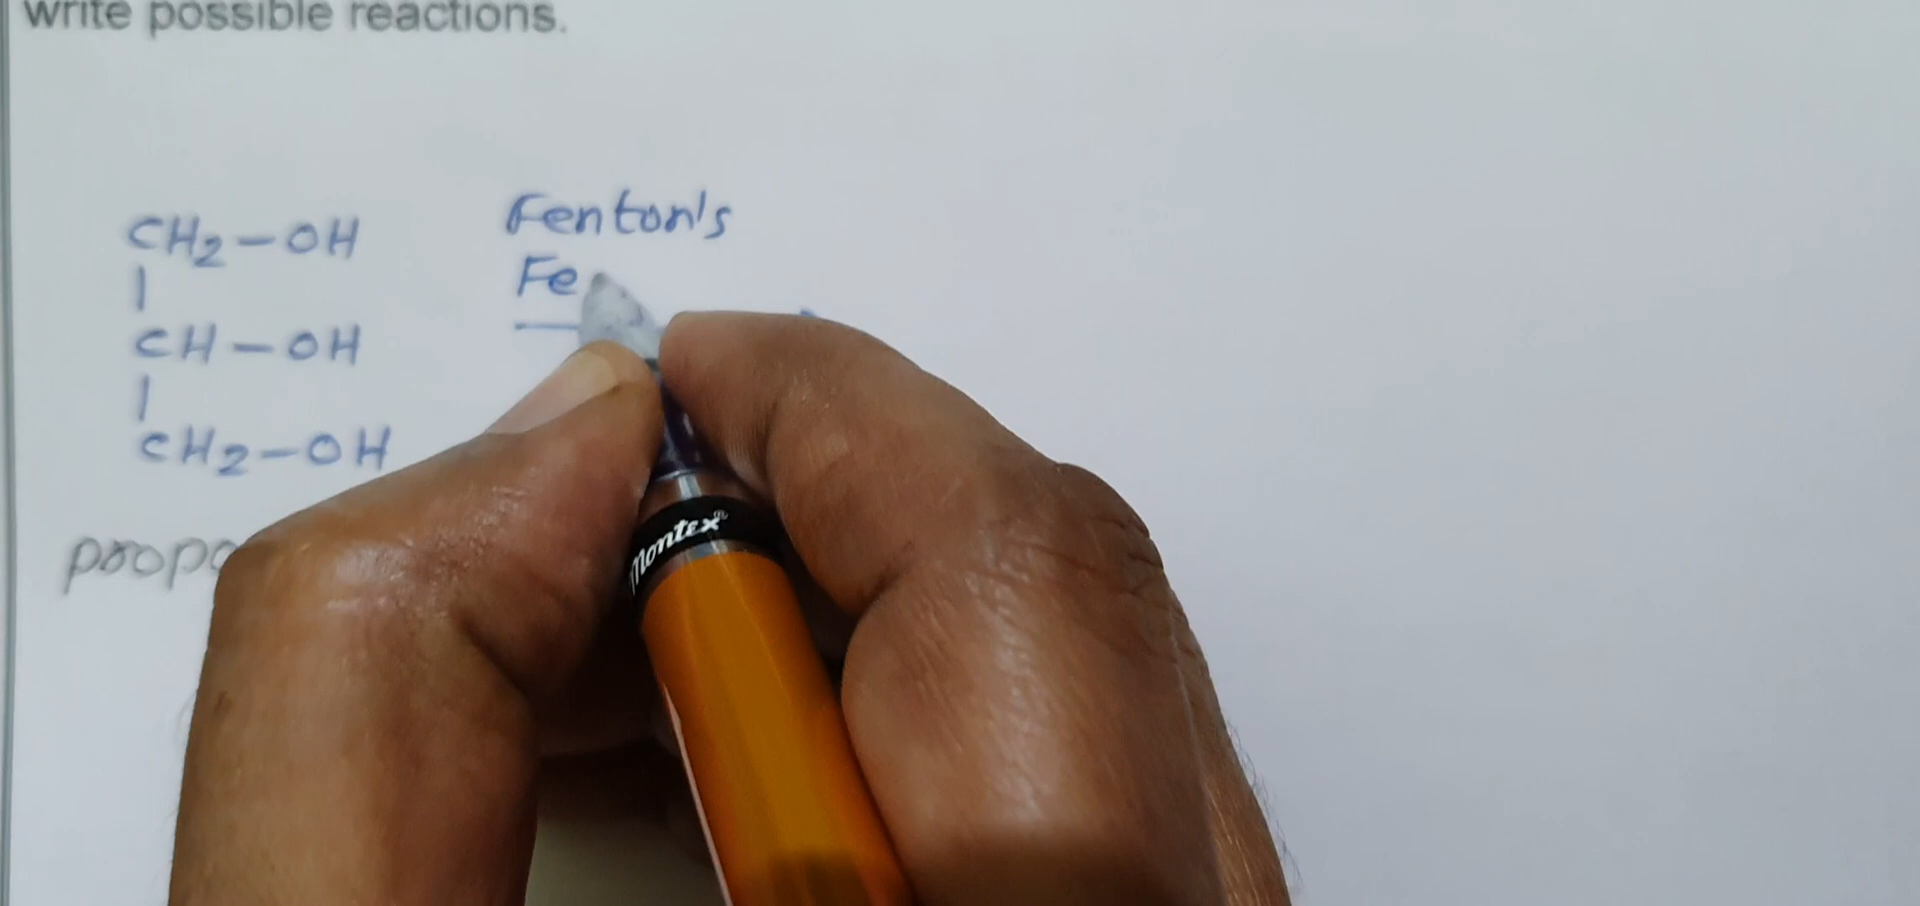 write possible reactions.
CH2-OH
|
CH-OH
|
CH2-OH
Fenton's
Fe
Montex®